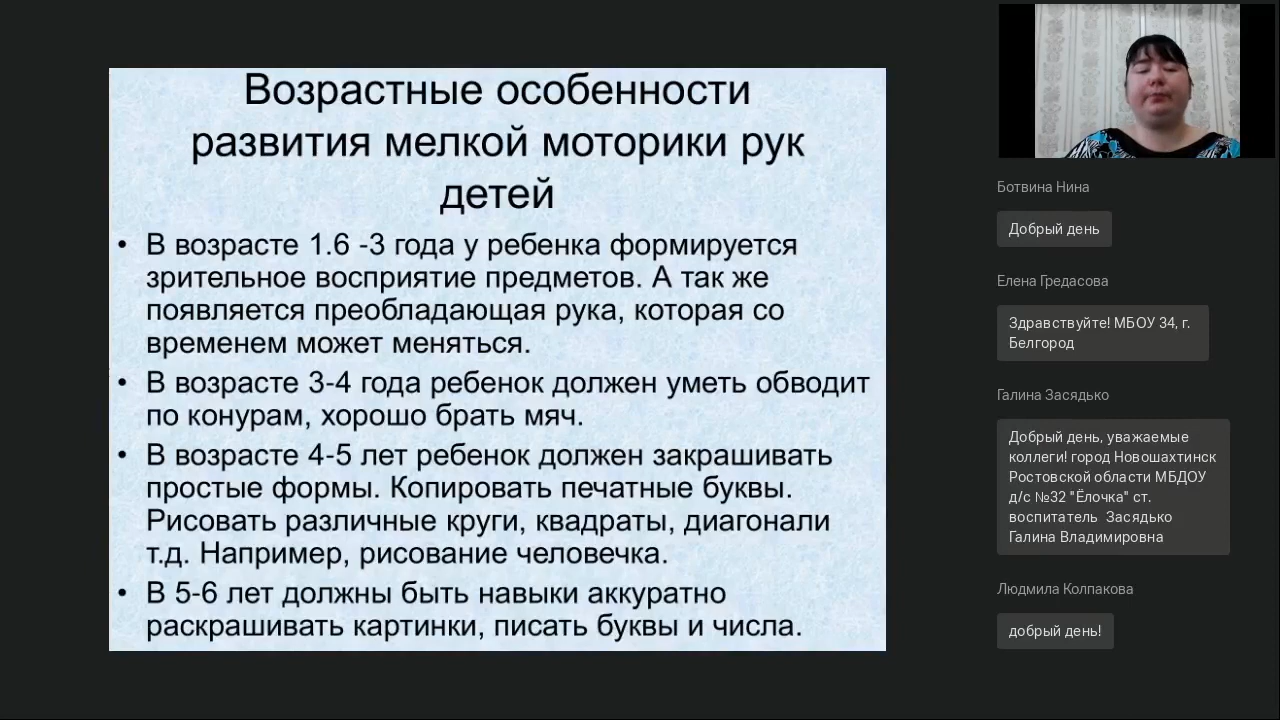 Возрастные особенности
развития мелкой моторики рук
детей
• В возрасте 1.6 -3 года у ребенка формируется
зрительное восприятие предметов. А так же
появляется преобладающая рука, которая со
временем может меняться.
• В возрасте 3-4 года ребенок должен уметь обводит
по конурам, хорошо брать мяч.
• В возрасте 4-5 лет ребенок должен закрашивать
простые формы. Копировать печатные буквы.
Рисовать различные круги, квадраты, диагонали
т.д. Например, рисование человечка.
• В 5-6 лет должны быть навыки аккуратно
раскрашивать картинки, писать буквы и числа.
Ботвина Нина
Добрый день
Елена Гредасова
Здравствуйте! МБОУ 34, г.
Белгород
Галина Засядько
Добрый день, уважаемые
коллеги! город Новошахтинск
Ростовской области МБДОУ
д/с №32 "Ёлочка" ст.
воспитатель Засядько
Галина Владимировна
Людмила Колпакова
добрый день!